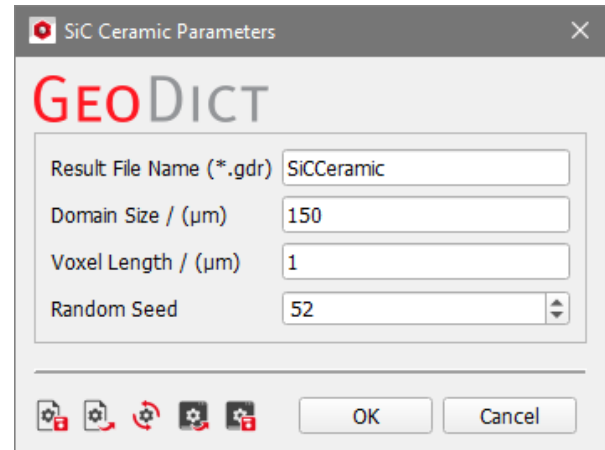 SiC Ceramic Parameters
GEODICT
Result File Name (*.gdr) SiCCeramic
Domain Size / (µm) 150
Voxel Length / (µm) 1
Random Seed 52
OK Cancel